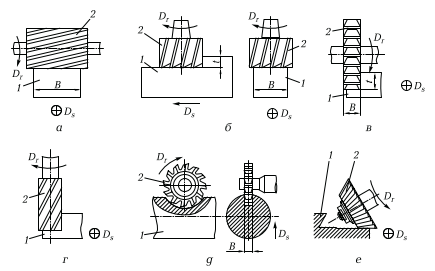 2
D_r
1
B
D_s
а
D_r
2
1
t
D_s
D_r
2
1
B
D_s
б
2
D_r
t
1
B
D_s
в
D_r
2
1
D_s
г
D_r
2
1
B
D_s
д
1
2
D_r
D_s
е